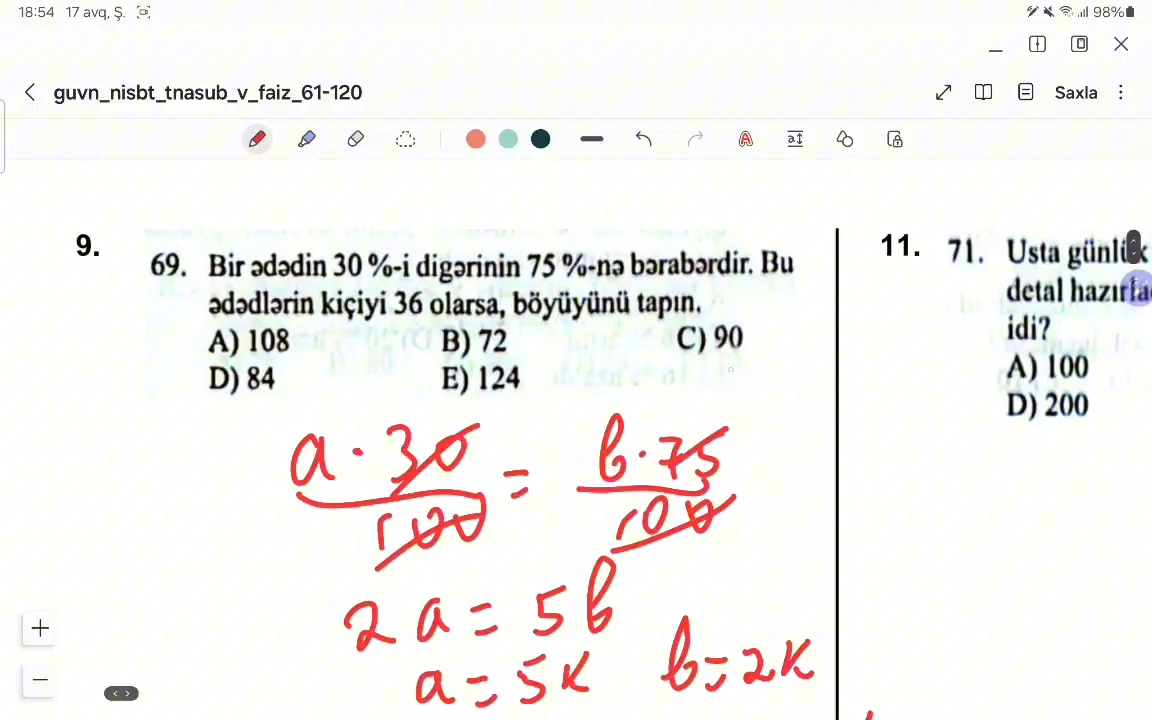 18:54 17 avq, Ş. 98%
guvn_nisbt_tnasub_v_faiz_61-120 Saxla
9.
69. Bir ədədin 30 %-i digərinin 75 %-nə bərabərdir. Bu
ədədlərin kiçiyi 36 olarsa, böyüyünü tapın.
A) 108 B) 72 C) 90
D) 84 E) 124
a · 30 / 100 = b · 75 / 100
2a = 5b
a = 5k b = 2k
11. 71. Usta günlük
detal hazırla
idi?
A) 100
D) 200